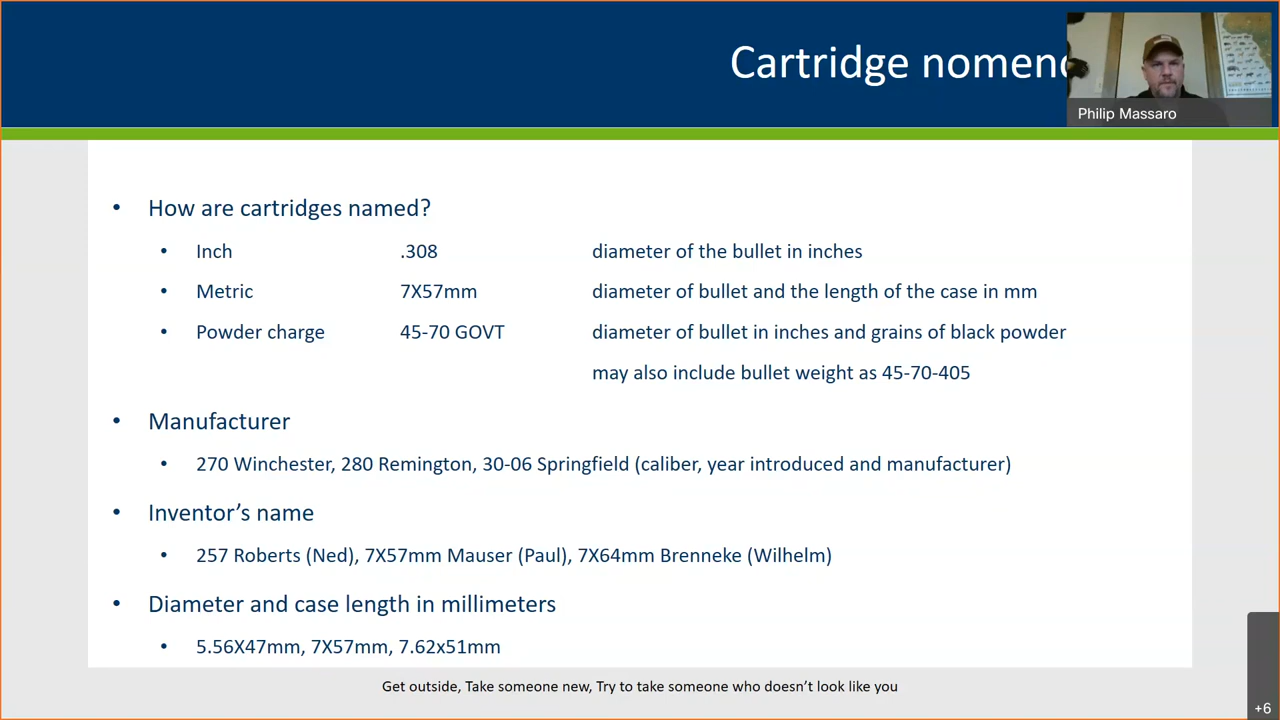 Cartridge nomenc
Philip Massaro
• How are cartridges named?
• Inch .308 diameter of the bullet in inches
• Metric 7X57mm diameter of bullet and the length of the case in mm
• Powder charge 45-70 GOVT diameter of bullet in inches and grains of black powder
may also include bullet weight as 45-70-405
• Manufacturer
• 270 Winchester, 280 Remington, 30-06 Springfield (caliber, year introduced and manufacturer)
• Inventor’s name
• 257 Roberts (Ned), 7X57mm Mauser (Paul), 7X64mm Brenneke (Wilhelm)
• Diameter and case length in millimeters
• 5.56X47mm, 7X57mm, 7.62x51mm
Get outside, Take someone new, Try to take someone who doesn’t look like you
+6